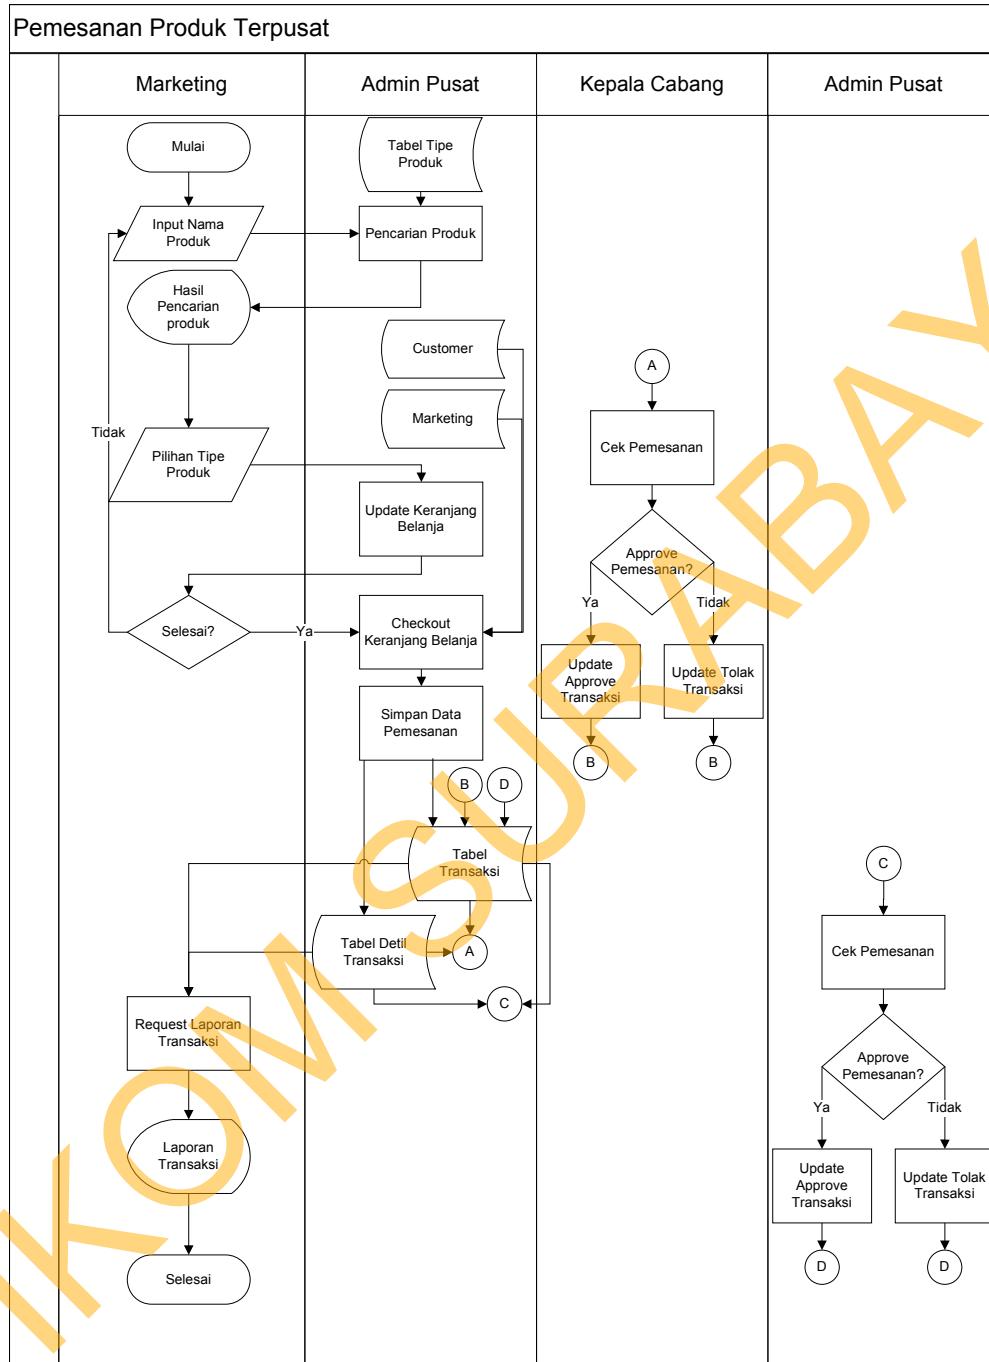 Pemesanan Produk Terpusat
Marketing
Admin Pusat
Kepala Cabang
Admin Pusat
Mulai
Input Nama
Produk
Hasil
Pencarian
produk
Tidak
Pilihan Tipe
Produk
Selesai?
Ya
Request Laporan
Transaksi
Laporan
Transaksi
Selesai
Tabel Tipe
Produk
Pencarian Produk
Customer
Marketing
Update Keranjang
Belanja
Checkout
Keranjang Belanja
Simpan Data
Pemesanan
B
D
Tabel
Transaksi
Tabel Detil
Transaksi
A
C
A
Cek Pemesanan
Approve
Pemesanan?
Ya
Tidak
Update
Approve
Transaksi
Update Tolak
Transaksi
B
B
C
Cek Pemesanan
Approve
Pemesanan?
Ya
Tidak
Update
Approve
Transaksi
Update Tolak
Transaksi
D
D
IKOM SURABAY